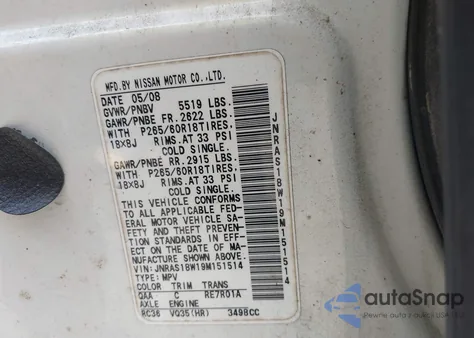 MFD.BY NISSAN MOTOR CO.,LTD.
DATE 05/08
GVWR/PNBV 5519 LBS.
GAWR/PNBE FR.2622 LBS.
WITH P265/60R18TIRES,
18X8J RIMS.AT 33 PSI
COLD SINGLE.
GAWR/PNBE RR.2915 LBS.
WITH P265/60R18TIRES,
18X8J RIMS.AT 33 PSI
COLD SINGLE.
THIS VEHICLE CONFORMS
TO ALL APPLICABLE FED-
ERAL MOTOR VEHICLE SA-
FETY AND THEFT PREVENT-
ION STANDARDS IN EFF-
ECT ON THE DATE OF MA-
NUFACTURE SHOWN ABOVE.
VIN: JNRAS18W19M151514
TYPE: MPV
COLOR TRIM TRANS
QAA C RE7R01A
AXLE ENGINE
RC38 VQ35(HR) 3498CC
JNRAS18W19M151514
autoSnap